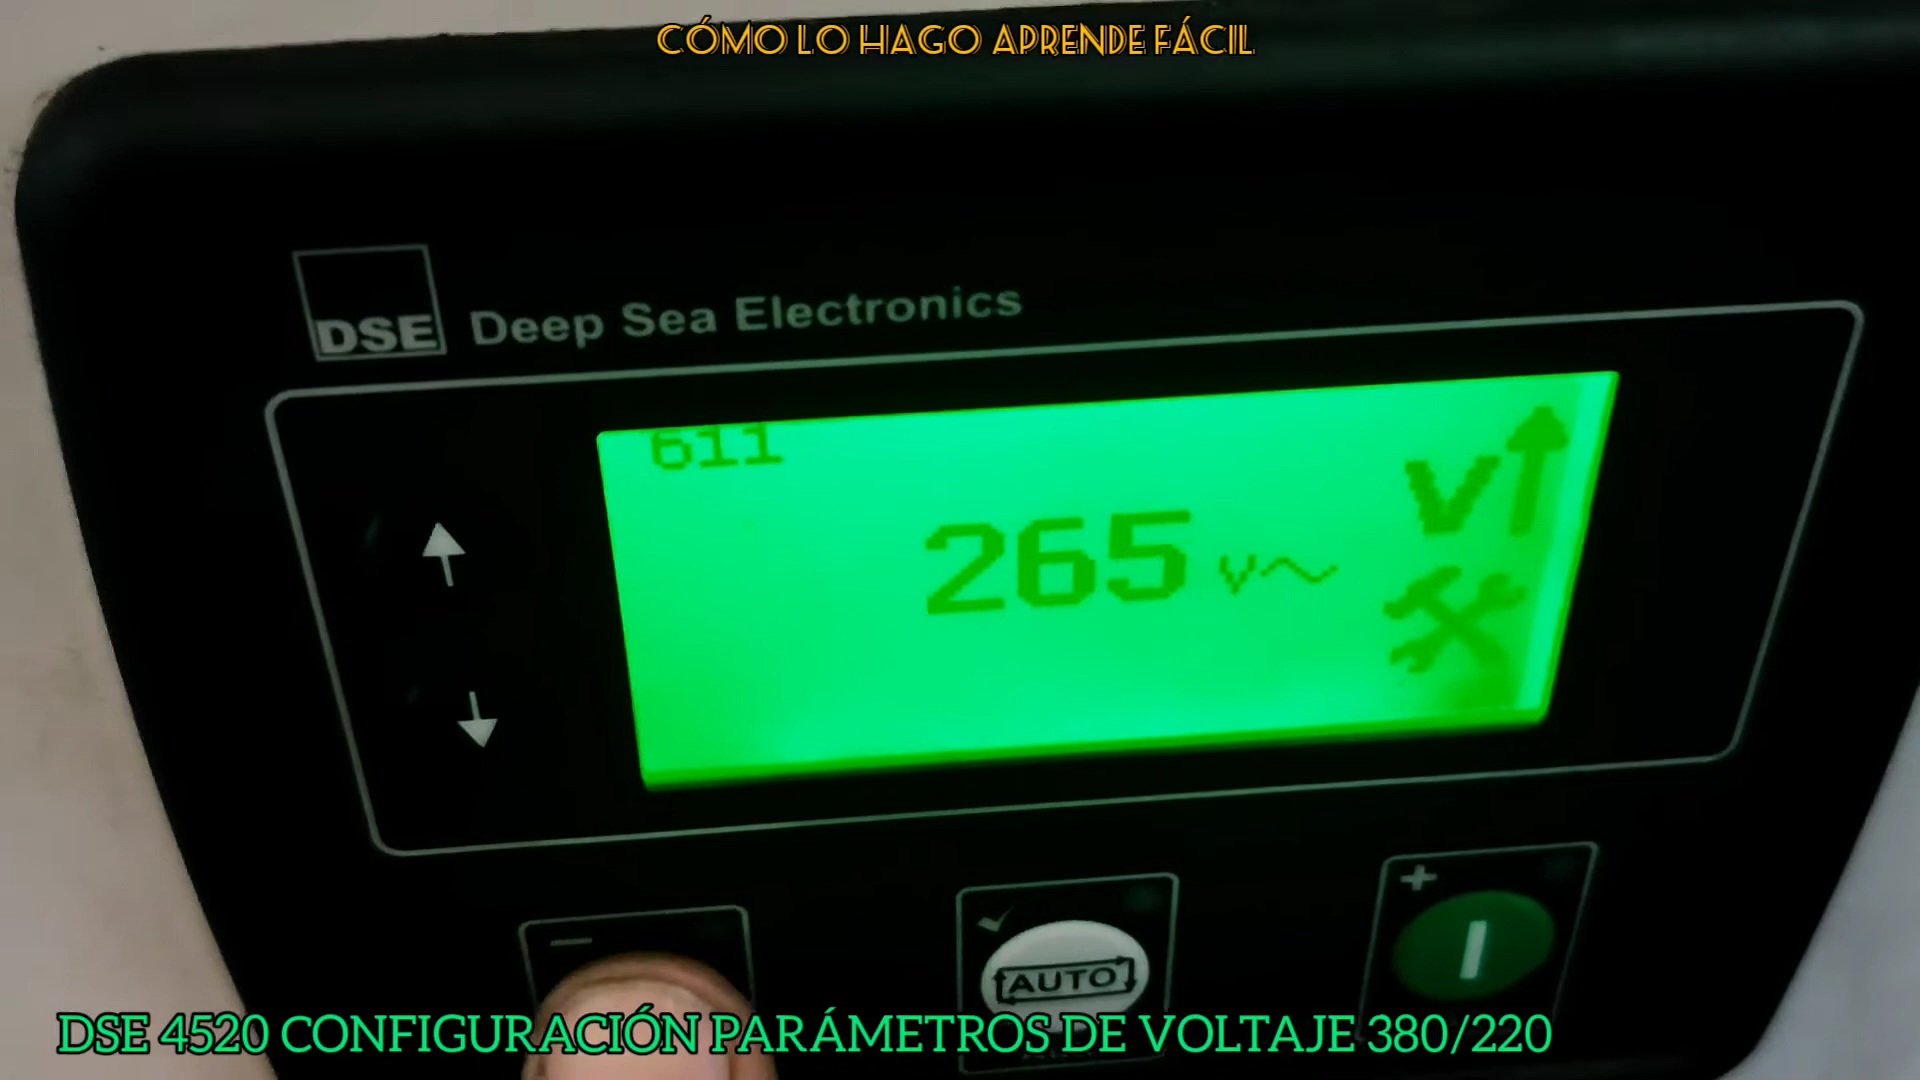 CÓMO LO HAGO APRENDE FÁCIL
DSE Deep Sea Electronics
611
265 V~
V
AUTO
DSE 4520 CONFIGURACIÓN PARÁMETROS DE VOLTAJE 380/220